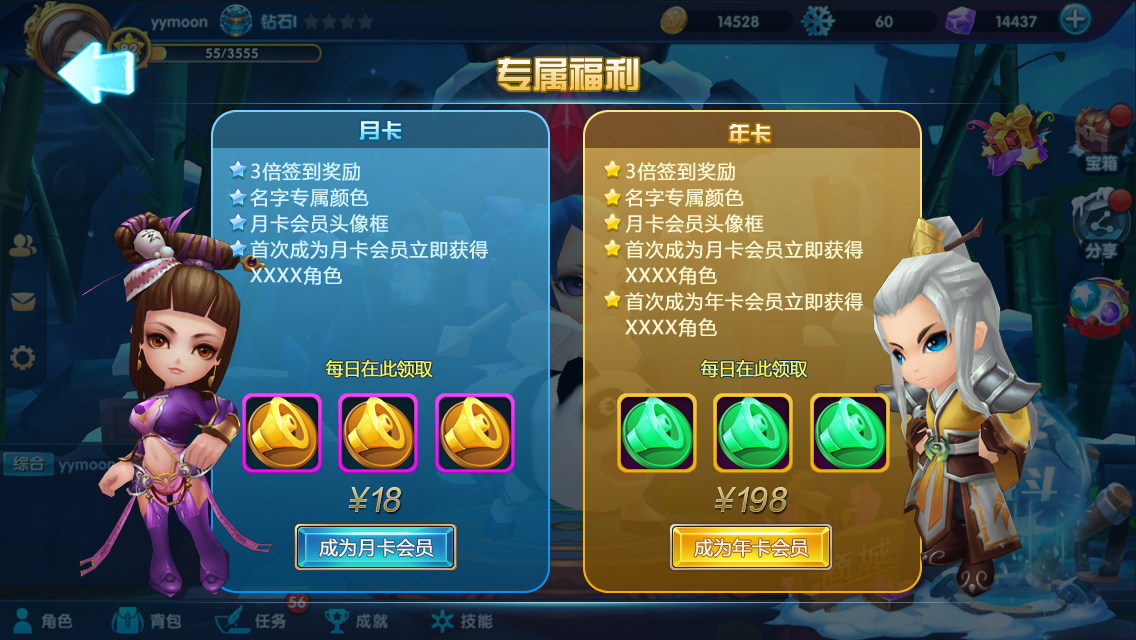 yymoon
钻石I
14528
60
14437
82
55/3555
专属福利
月卡
3倍签到奖励
名字专属颜色
月卡会员头像框
首次成为月卡会员立即获得
XXXX角色
每日在此领取
¥18
成为月卡会员
年卡
3倍签到奖励
名字专属颜色
月卡会员头像框
首次成为月卡会员立即获得
XXXX角色
首次成为年卡会员立即获得
XXXX角色
每日在此领取
¥198
成为年卡会员
宝箱
分享
综合
yymoon
斗
商城
角色
背包
任务
56
成就
技能